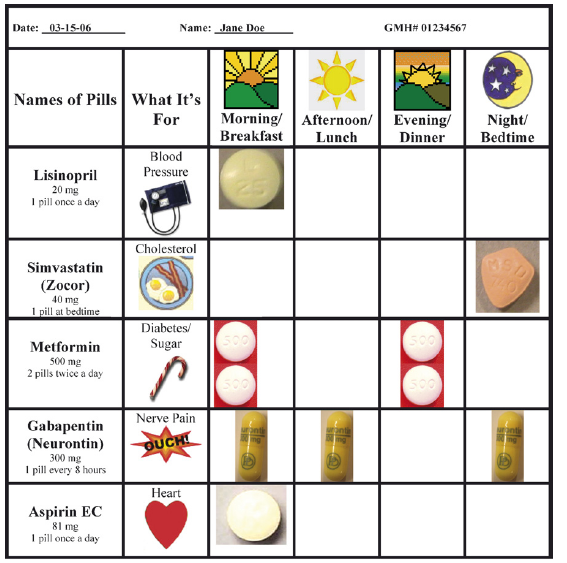 Date: 03-15-06 Name: Jane Doe GMH# 01234567
Names of Pills
What It's
For
Morning/
Breakfast
Afternoon/
Lunch
Evening/
Dinner
Night/
Bedtime
Lisinopril
20 mg
1 pill once a day
Blood
Pressure
25
Simvastatin
(Zocor)
40 mg
1 pill at bedtime
Cholesterol
MSD
Metformin
500 mg
2 pills twice a day
Diabetes/
Sugar
500
500
500
500
Gabapentin
(Neurontin)
300 mg
1 pill every 8 hours
Nerve Pain
OUCH!
Aspirin EC
81 mg
1 pill once a day
Heart